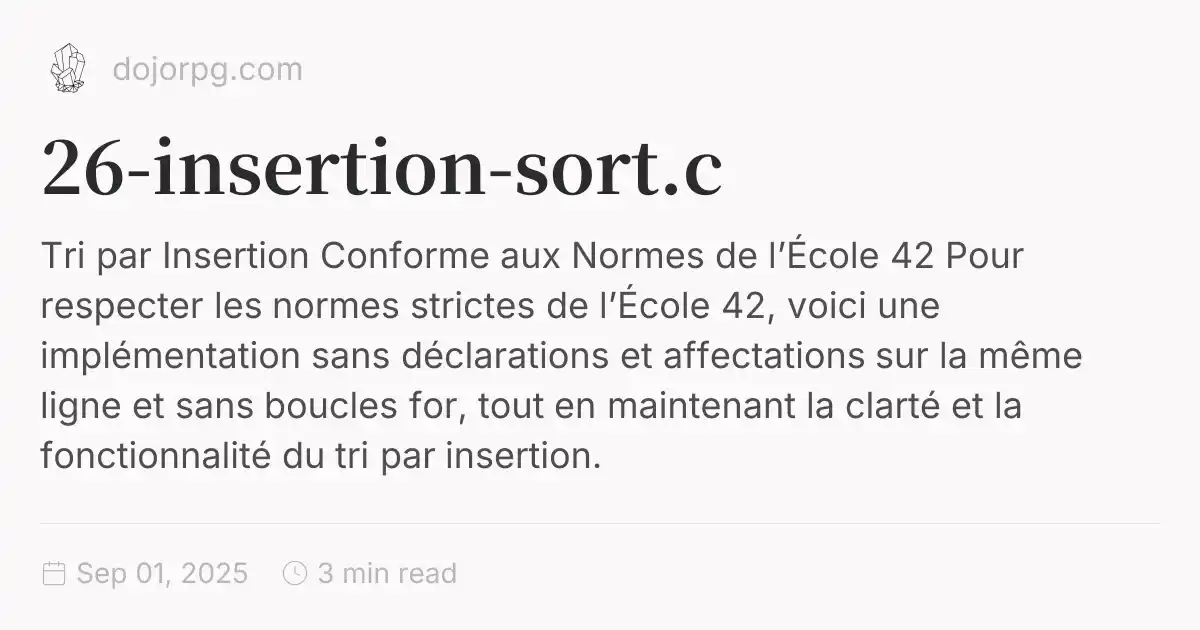 dojorpg.com
26-insertion-sort.c
Tri par Insertion Conforme aux Normes de l’École 42 Pour
respecter les normes strictes de l’École 42, voici une
implémentation sans déclarations et affectations sur la même
ligne et sans boucles for, tout en maintenant la clarté et la
fonctionnalité du tri par insertion.
Sep 01, 2025 3 min read